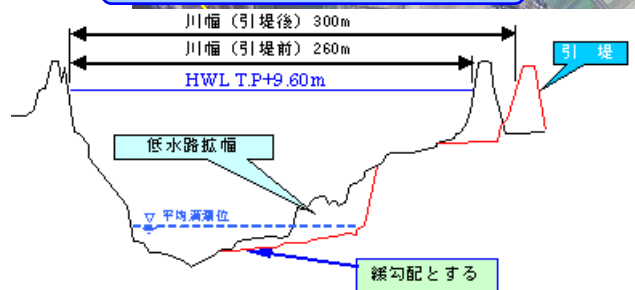 川幅（引堤後）300m
川幅（引堤前）260m
引 堤
HWL T.P+9.60m
低水路拡幅
平均満潮位
緩勾配とする